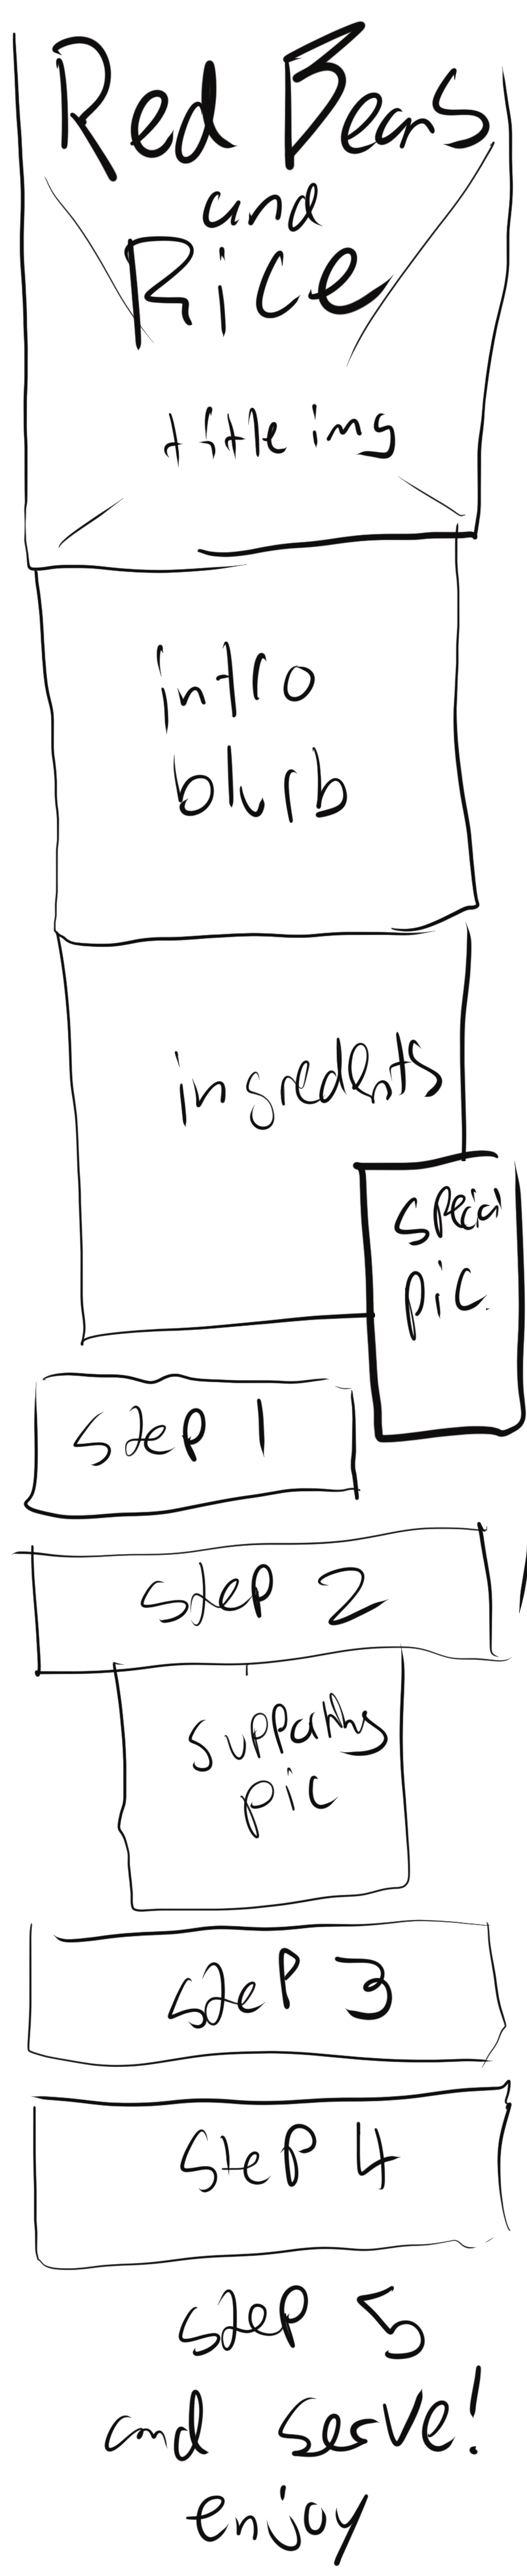 Red Beans
and
Rice
title img
intro
blurb
ingredents
special
pic.
step 1
step 2
supporting
pic
step 3
step 4
step 5
and serve!
enjoy